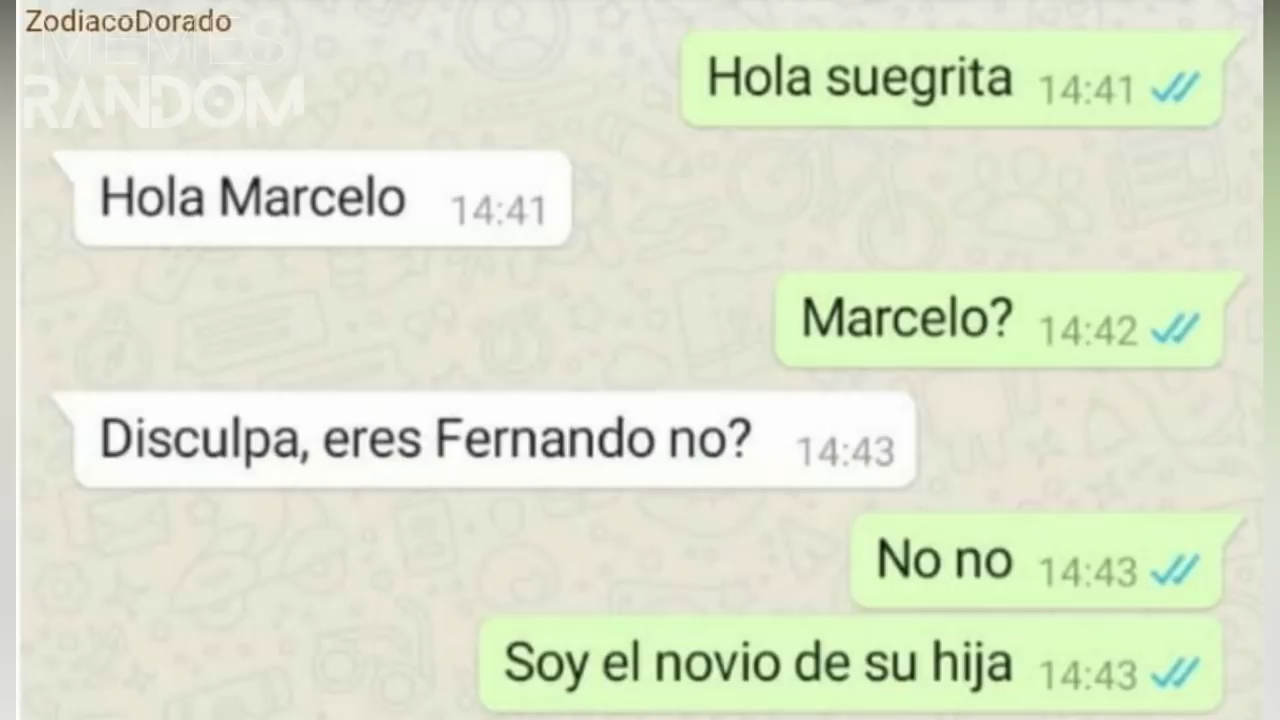 ZodiacoDorado
MEMES
RANDOM
Hola suegrita 14:41
Hola Marcelo 14:41
Marcelo? 14:42
Disculpa, eres Fernando no? 14:43
No no 14:43
Soy el novio de su hija 14:43